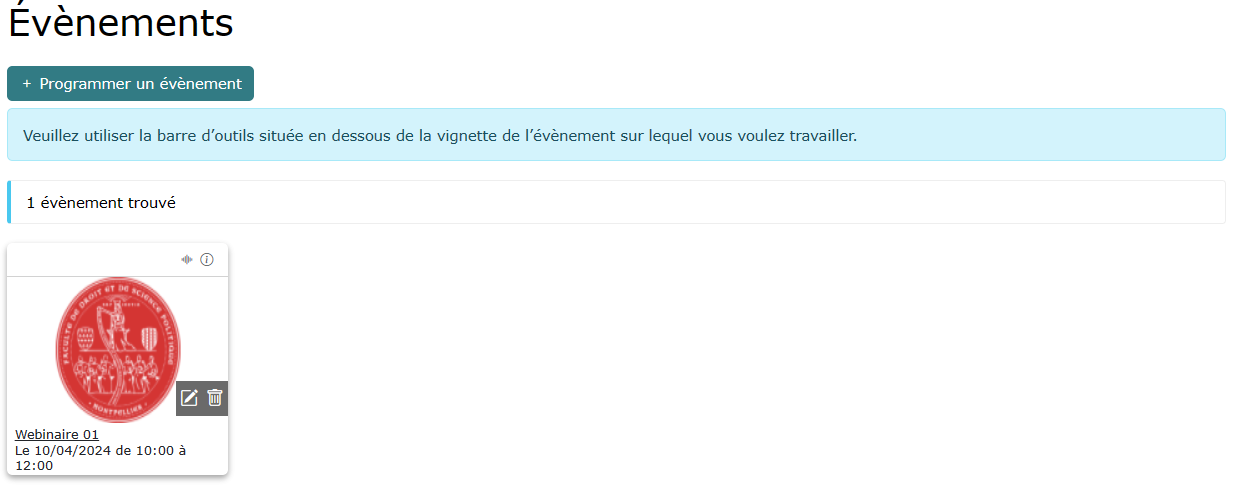 Évènements
+ Programmer un évènement
Veuillez utiliser la barre d’outils située en dessous de la vignette de l’évènement sur lequel vous voulez travailler.
1 évènement trouvé
FACULTE DE DROIT ET DE SCIENCE POLITIQUE
· MONTPELLIER ·
Webinaire 01
Le 10/04/2024 de 10:00 à
12:00